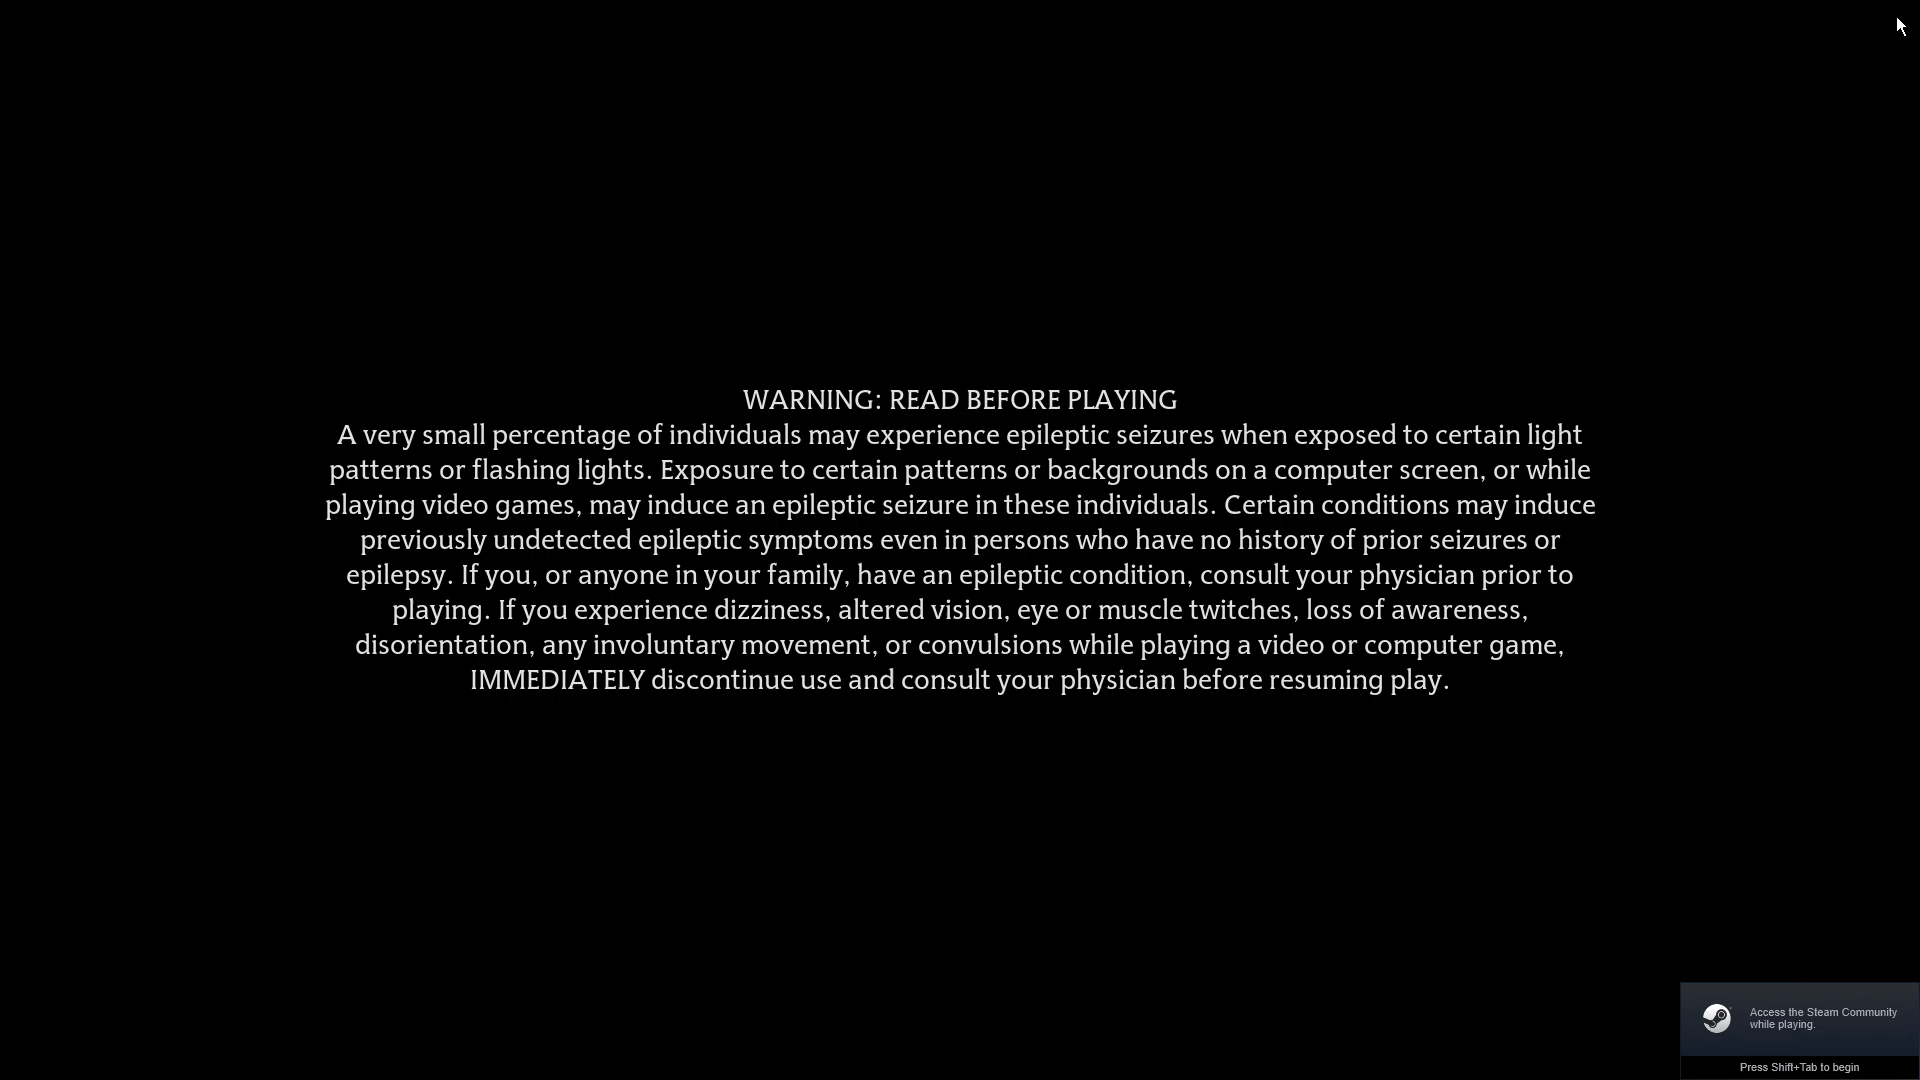 WARNING: READ BEFORE PLAYING
A very small percentage of individuals may experience epileptic seizures when exposed to certain light
patterns or flashing lights. Exposure to certain patterns or backgrounds on a computer screen, or while
playing video games, may induce an epileptic seizure in these individuals. Certain conditions may induce
previously undetected epileptic symptoms even in persons who have no history of prior seizures or
epilepsy. If you, or anyone in your family, have an epileptic condition, consult your physician prior to
playing. If you experience dizziness, altered vision, eye or muscle twitches, loss of awareness,
disorientation, any involuntary movement, or convulsions while playing a video or computer game,
IMMEDIATELY discontinue use and consult your physician before resuming play.
Access the Steam Community
while playing.
Press Shift+Tab to begin